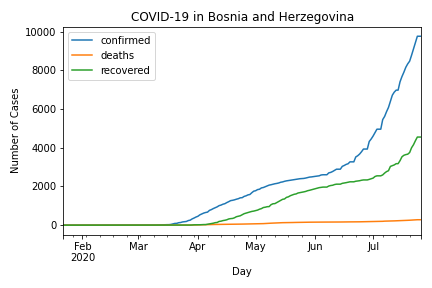 COVID-19 in Bosnia and Herzegovina
confirmed
deaths
recovered
Number of Cases
10000
8000
6000
4000
2000
0
Feb Mar Apr May Jun Jul
2020
Day